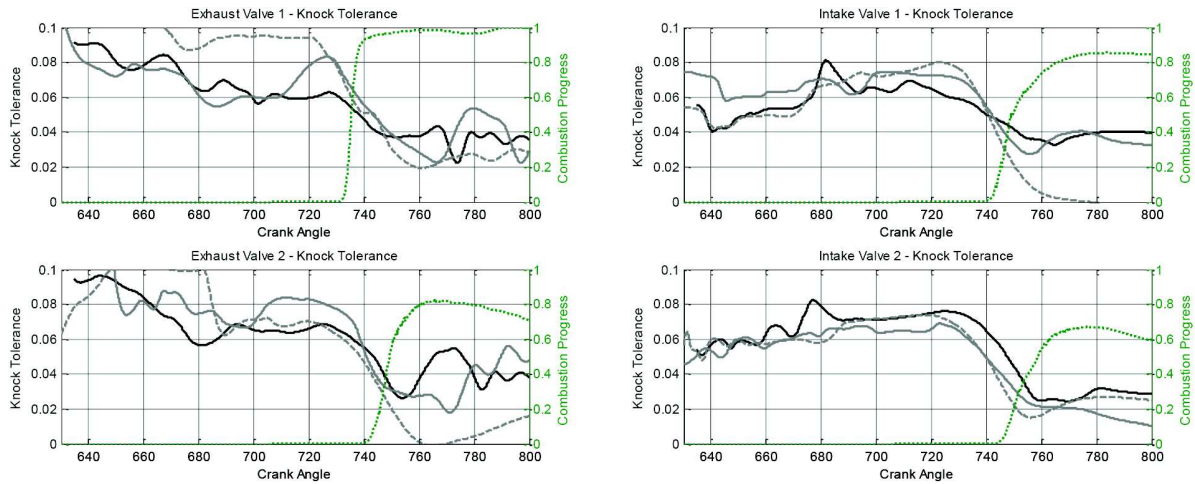 Exhaust Valve 1 - Knock Tolerance
0.1
0.08
0.06
0.04
0.02
0
Knock Tolerance
640 660 680 700 720 740 760 780 800
Crank Angle
1
0.8
0.6
0.4
0.2
0
Combustion Progress
Intake Valve 1 - Knock Tolerance
0.1
0.08
0.06
0.04
0.02
0
Knock Tolerance
640 660 680 700 720 740 760 780 800
Crank Angle
1
0.8
0.6
0.4
0.2
0
Combustion Progress
Exhaust Valve 2 - Knock Tolerance
0.1
0.08
0.06
0.04
0.02
0
Knock Tolerance
640 660 680 700 720 740 760 780 800
Crank Angle
1
0.8
0.6
0.4
0.2
0
Combustion Progress
Intake Valve 2 - Knock Tolerance
0.1
0.08
0.06
0.04
0.02
0
Knock Tolerance
640 660 680 700 720 740 760 780 800
Crank Angle
1
0.8
0.6
0.4
0.2
0
Combustion Progress